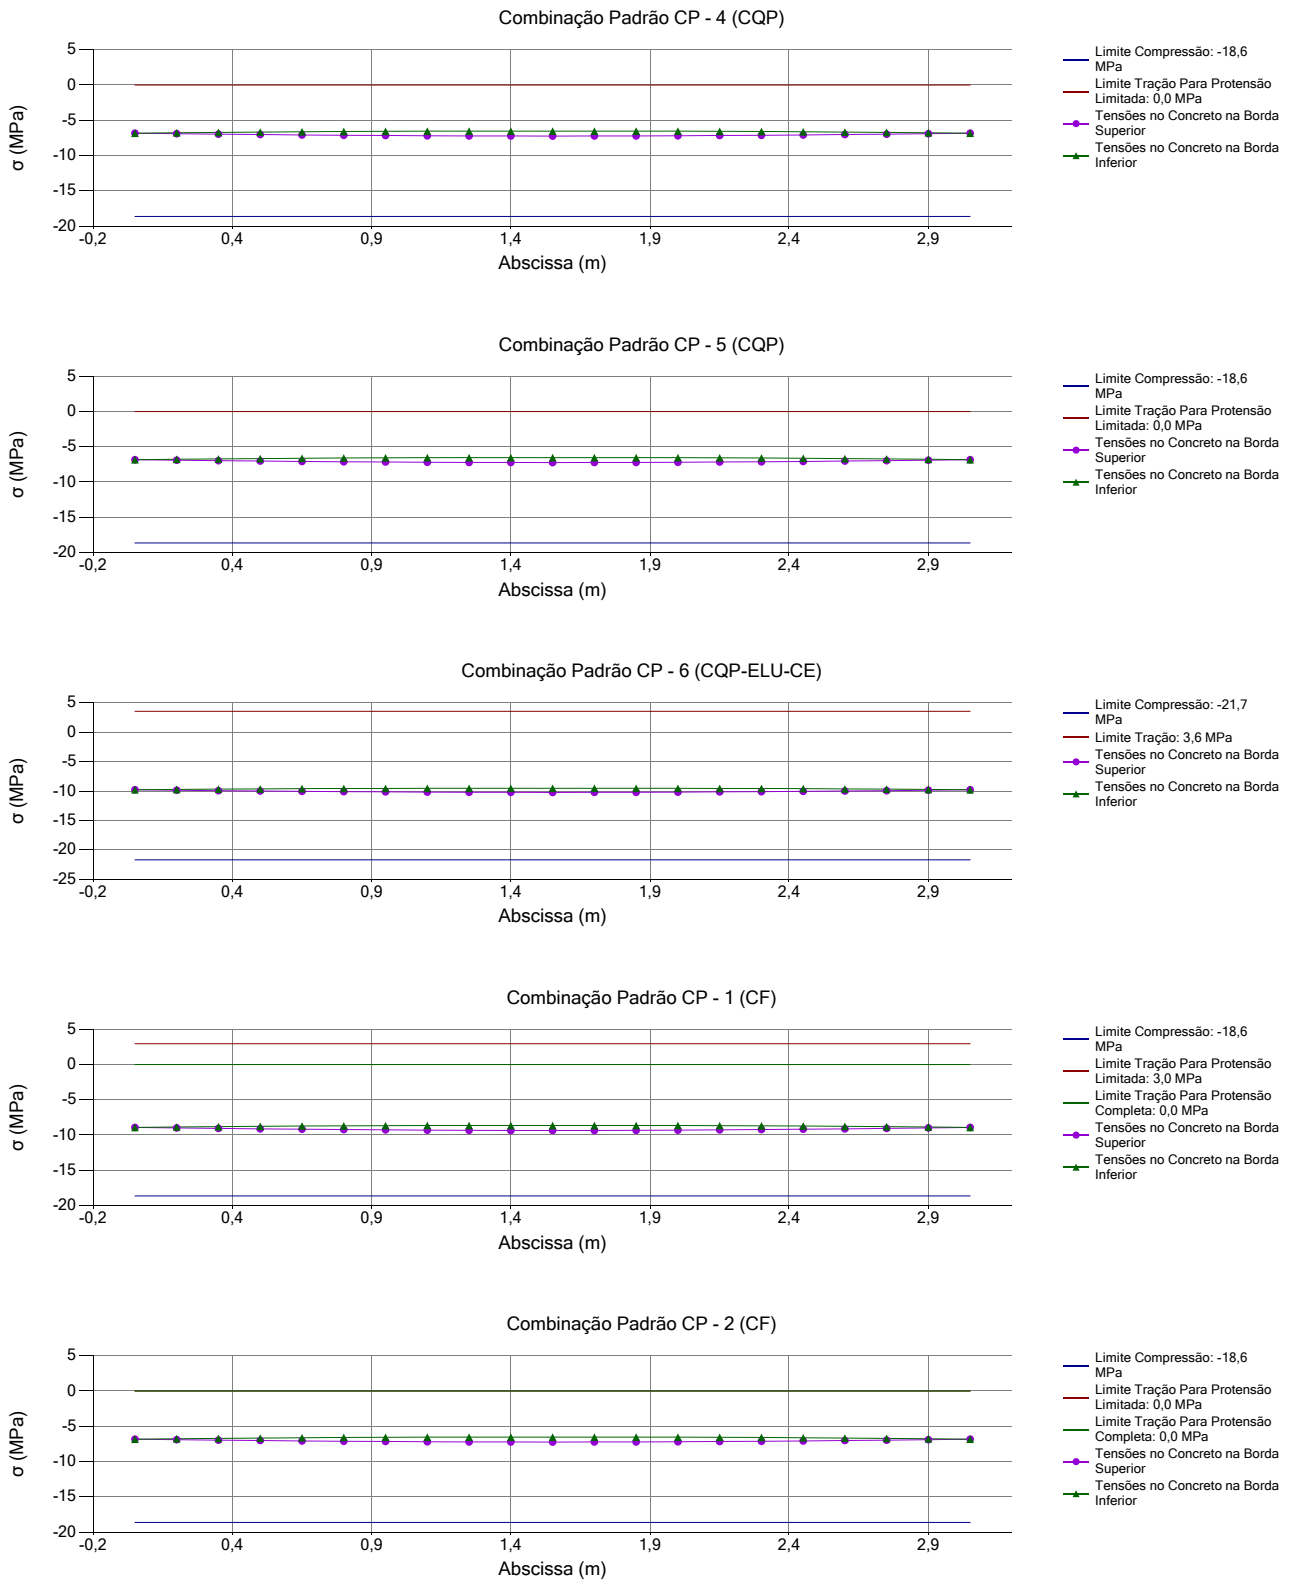 Combinação Padrão CP - 4 (CQP)
5
0
-5
-10
-15
-20
σ (MPa)
-0,2
0,4
0,9
1,4
1,9
2,4
2,9
Abscissa (m)
Limite Compressão: -18,6
MPa
Limite Tração Para Protensão
Limitada: 0,0 MPa
Tensões no Concreto na Borda
Superior
Tensões no Concreto na Borda
Inferior
Combinação Padrão CP - 5 (CQP)
5
0
-5
-10
-15
-20
σ (MPa)
-0,2
0,4
0,9
1,4
1,9
2,4
2,9
Abscissa (m)
Limite Compressão: -18,6
MPa
Limite Tração Para Protensão
Limitada: 0,0 MPa
Tensões no Concreto na Borda
Superior
Tensões no Concreto na Borda
Inferior
Combinação Padrão CP - 6 (CQP-ELU-CE)
5
0
-5
-10
-15
-20
-25
σ (MPa)
-0,2
0,4
0,9
1,4
1,9
2,4
2,9
Abscissa (m)
Limite Compressão: -21,7
MPa
Limite Tração: 3,6 MPa
Tensões no Concreto na Borda
Superior
Tensões no Concreto na Borda
Inferior
Combinação Padrão CP - 1 (CF)
5
0
-5
-10
-15
-20
σ (MPa)
-0,2
0,4
0,9
1,4
1,9
2,4
2,9
Abscissa (m)
Limite Compressão: -18,6
MPa
Limite Tração Para Protensão
Limitada: 3,0 MPa
Limite Tração Para Protensão
Completa: 0,0 MPa
Tensões no Concreto na Borda
Superior
Tensões no Concreto na Borda
Inferior
Combinação Padrão CP - 2 (CF)
5
0
-5
-10
-15
-20
σ (MPa)
-0,2
0,4
0,9
1,4
1,9
2,4
2,9
Abscissa (m)
Limite Compressão: -18,6
MPa
Limite Tração Para Protensão
Limitada: 0,0 MPa
Limite Tração Para Protensão
Completa: 0,0 MPa
Tensões no Concreto na Borda
Superior
Tensões no Concreto na Borda
Inferior